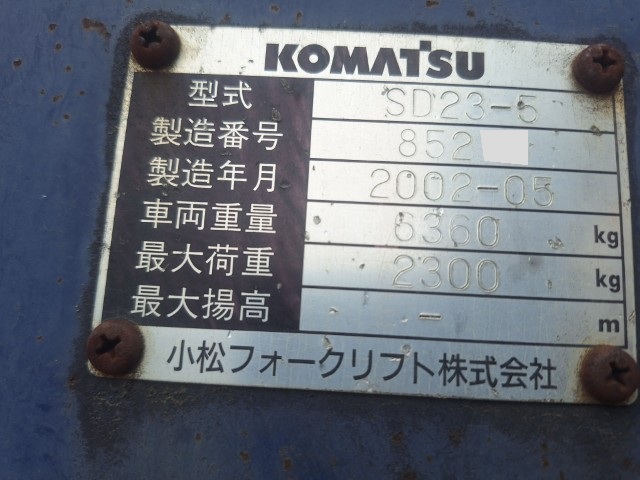 KOMATSU
型式 SD23-5
製造番号 852
製造年月 2002-05
車両重量 6360 kg
最大荷重 2300 kg
最大揚高 - m
小松フォークリフト株式会社